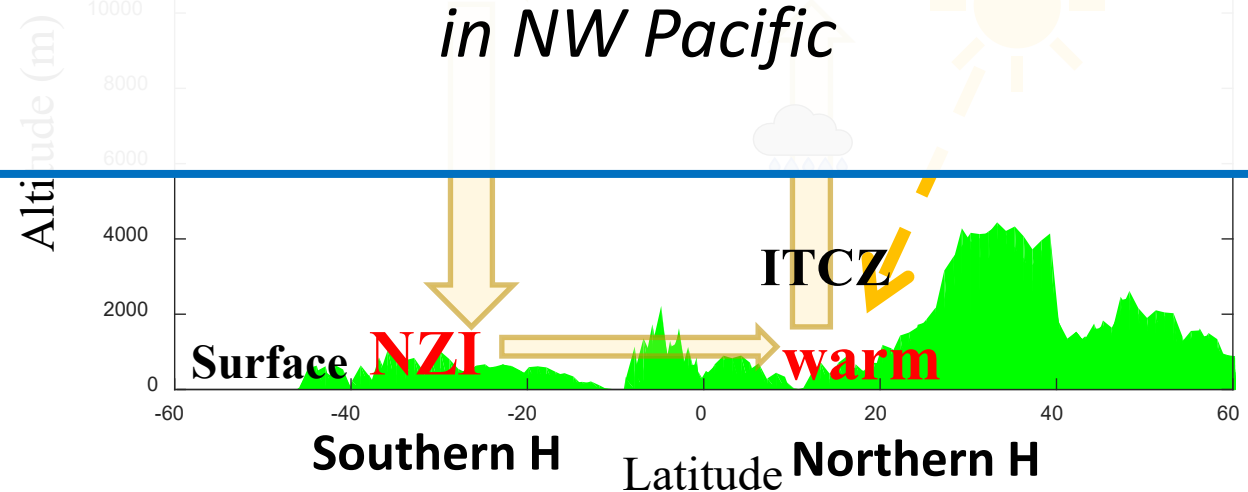 10000
in NW Pacific
8000
6000
Altitude (m)
4000
ITCZ
2000
NZI
warm
Surface
0
-60 -40 -20 0 20 40 60
Southern H
Latitude
Northern H